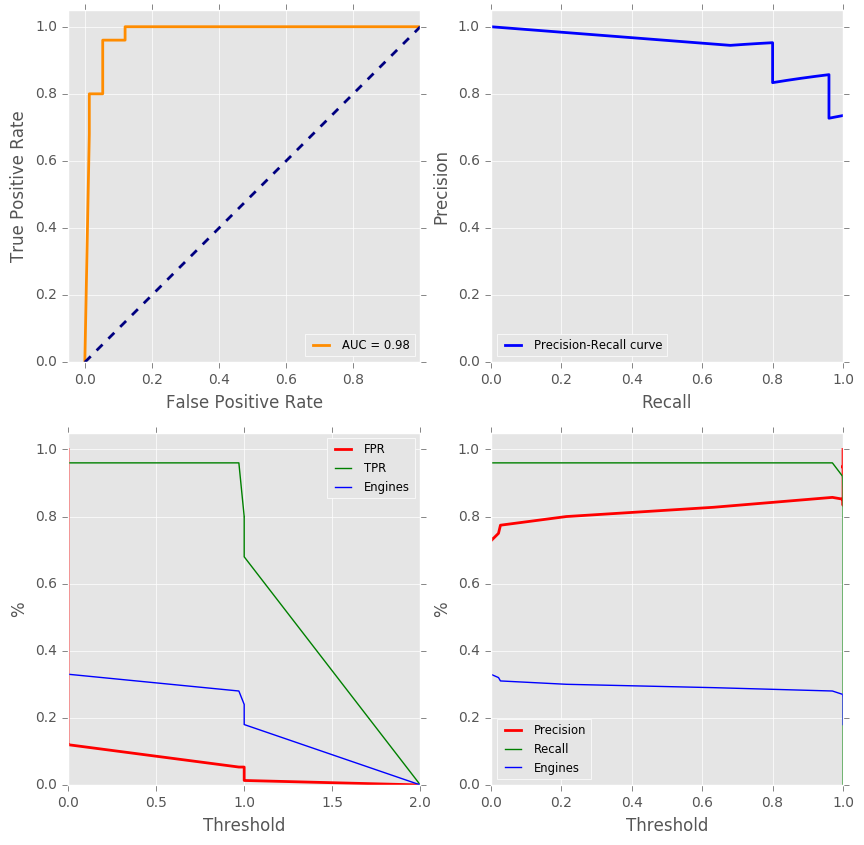 1.0
0.8
0.6
0.4
0.2
0.0
True Positive Rate
0.0 0.2 0.4 0.6 0.8
False Positive Rate
AUC = 0.98
1.0
0.8
0.6
0.4
0.2
0.0
Precision
0.0 0.2 0.4 0.6 0.8 1.0
Recall
Precision-Recall curve
1.0
0.8
0.6
0.4
0.2
0.0
%
0.0 0.5 1.0 1.5 2.0
Threshold
FPR
TPR
Engines
1.0
0.8
0.6
0.4
0.2
0.0
%
0.0 0.2 0.4 0.6 0.8 1.0
Threshold
Precision
Recall
Engines